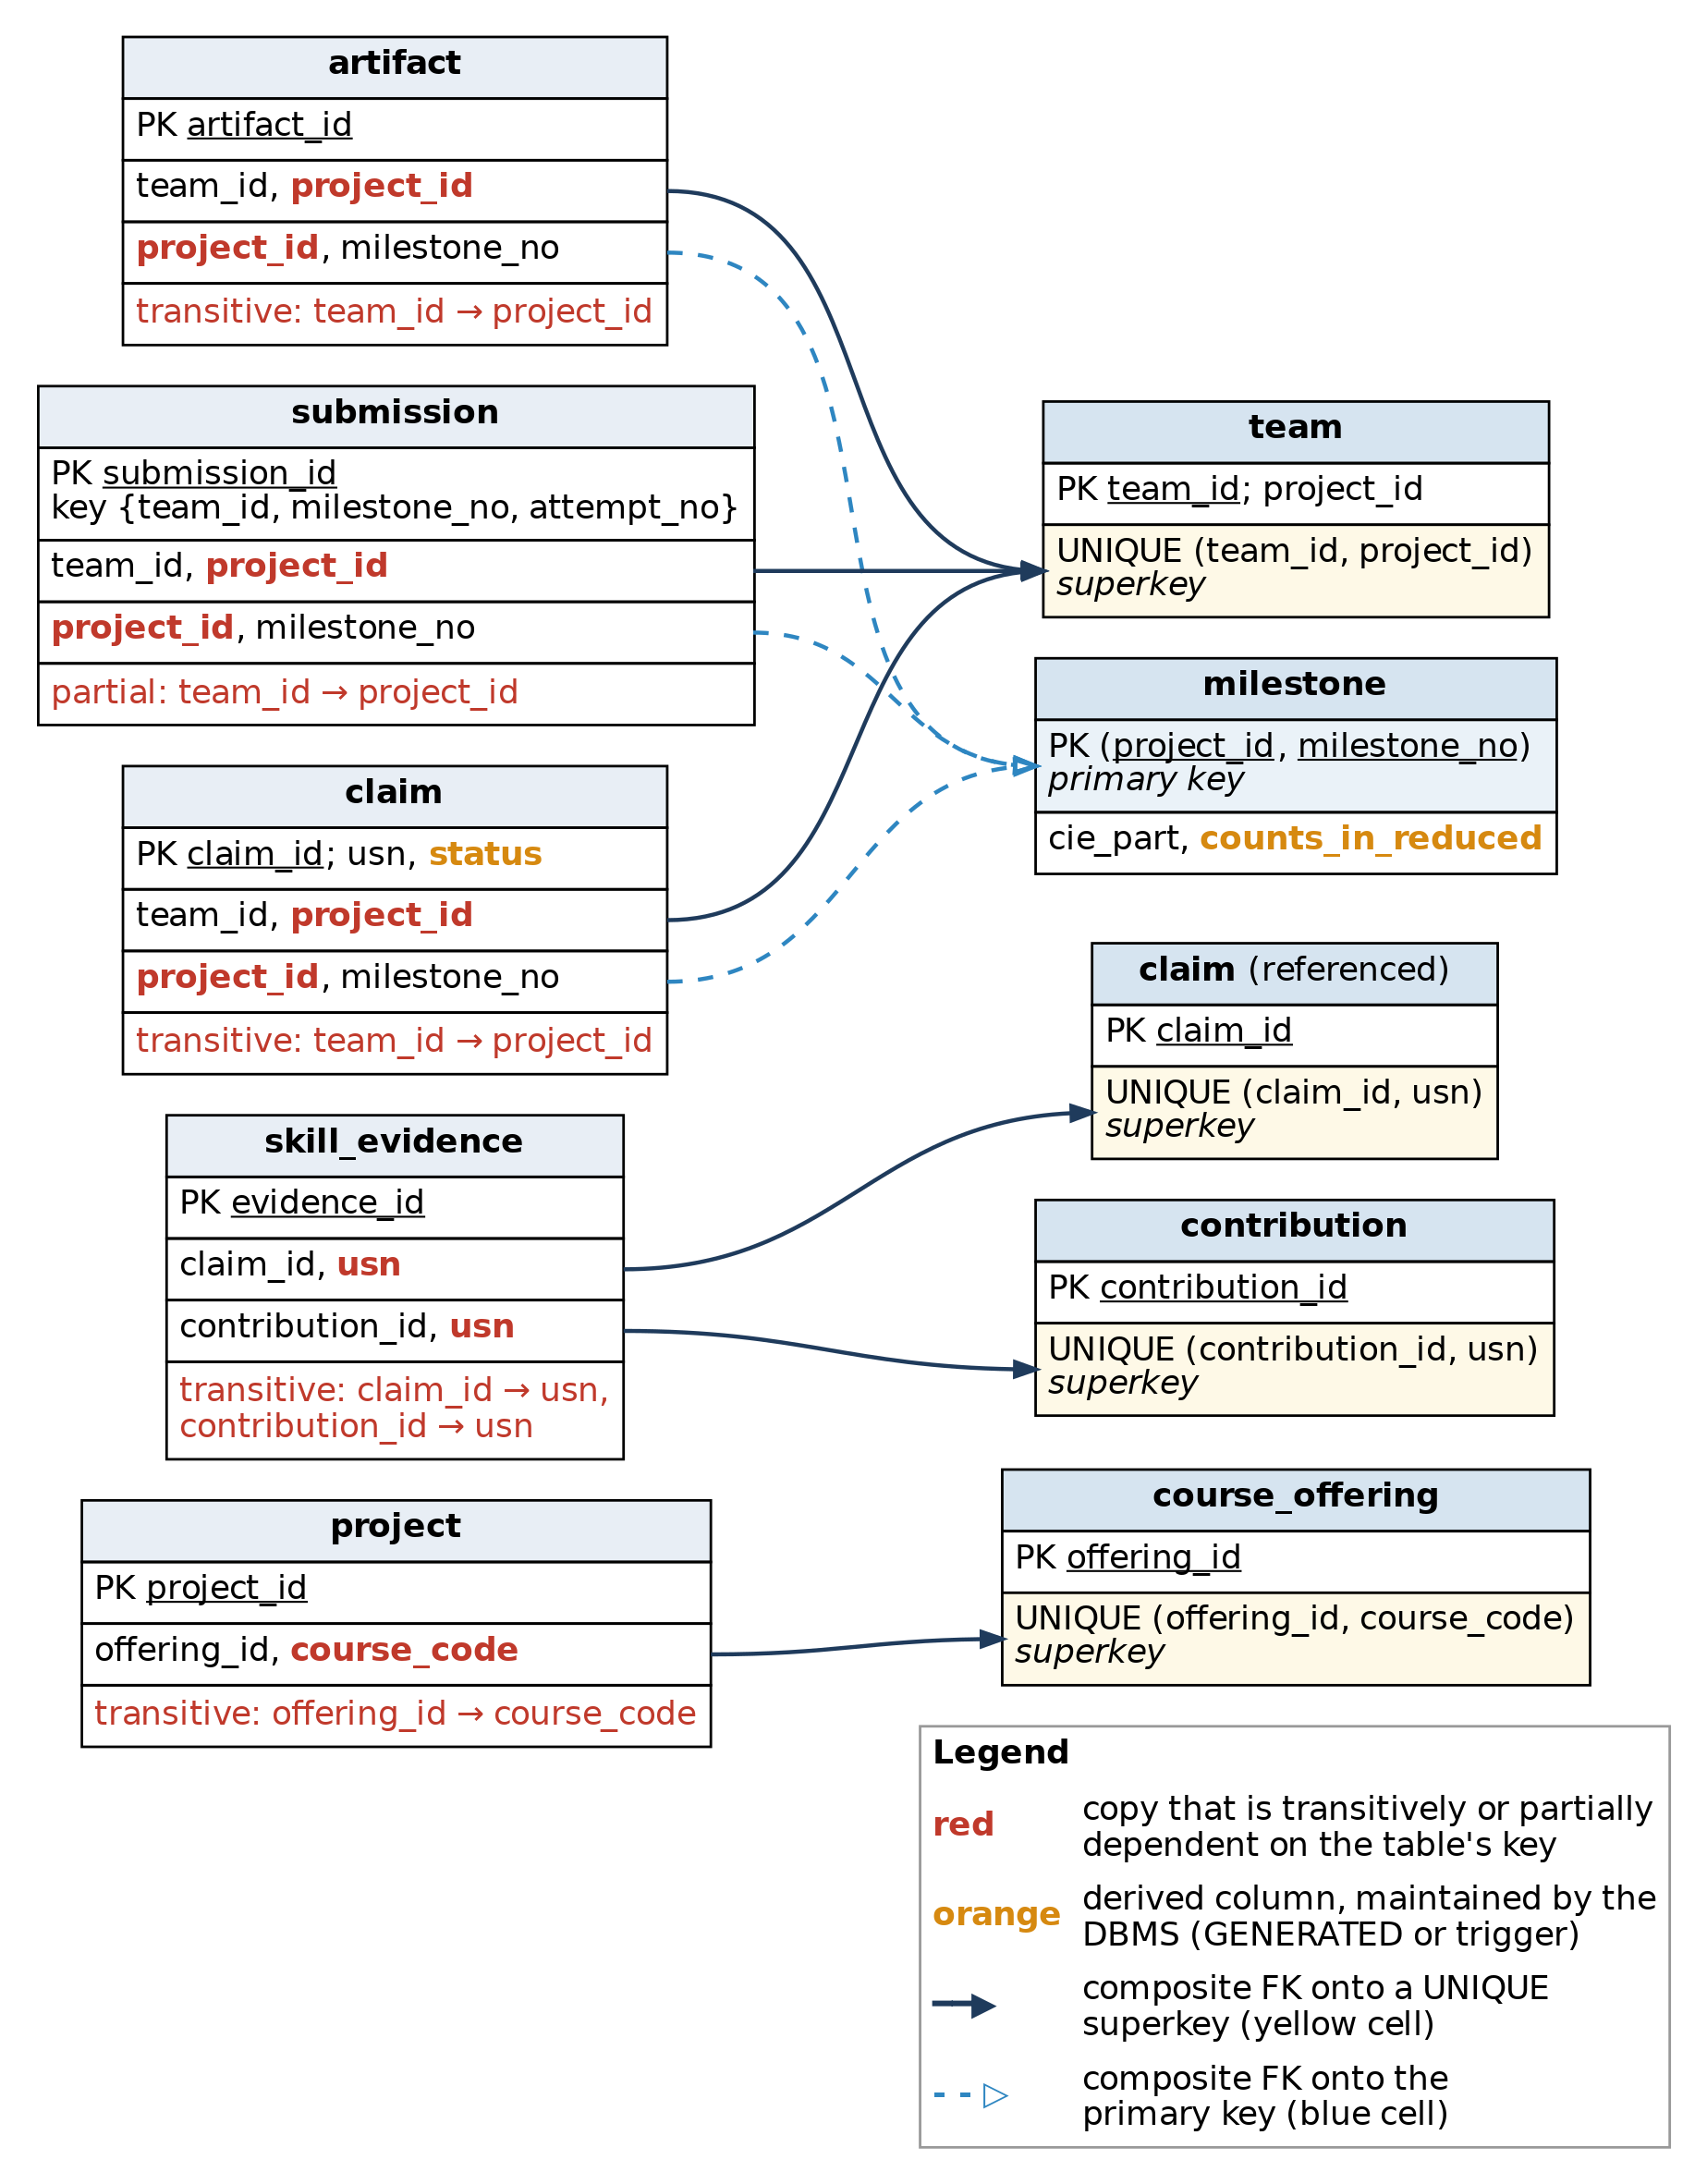 artifact
PK artifact_id
team_id, project_id
project_id, milestone_no
transitive: team_id → project_id
submission
PK submission_id
key {team_id, milestone_no, attempt_no}
team_id, project_id
project_id, milestone_no
partial: team_id → project_id
claim
PK claim_id; usn, status
team_id, project_id
project_id, milestone_no
transitive: team_id → project_id
skill_evidence
PK evidence_id
claim_id, usn
contribution_id, usn
transitive: claim_id → usn,
contribution_id → usn
project
PK project_id
offering_id, course_code
transitive: offering_id → course_code
team
PK team_id; project_id
UNIQUE (team_id, project_id)
superkey
milestone
PK (project_id, milestone_no)
primary key
cie_part, counts_in_reduced
claim (referenced)
PK claim_id
UNIQUE (claim_id, usn)
superkey
contribution
PK contribution_id
UNIQUE (contribution_id, usn)
superkey
course_offering
PK offering_id
UNIQUE (offering_id, course_code)
superkey
Legend
red copy that is transitively or partially
dependent on the table's key
orange derived column, maintained by the
DBMS (GENERATED or trigger)
composite FK onto a UNIQUE
superkey (yellow cell)
composite FK onto the
primary key (blue cell)